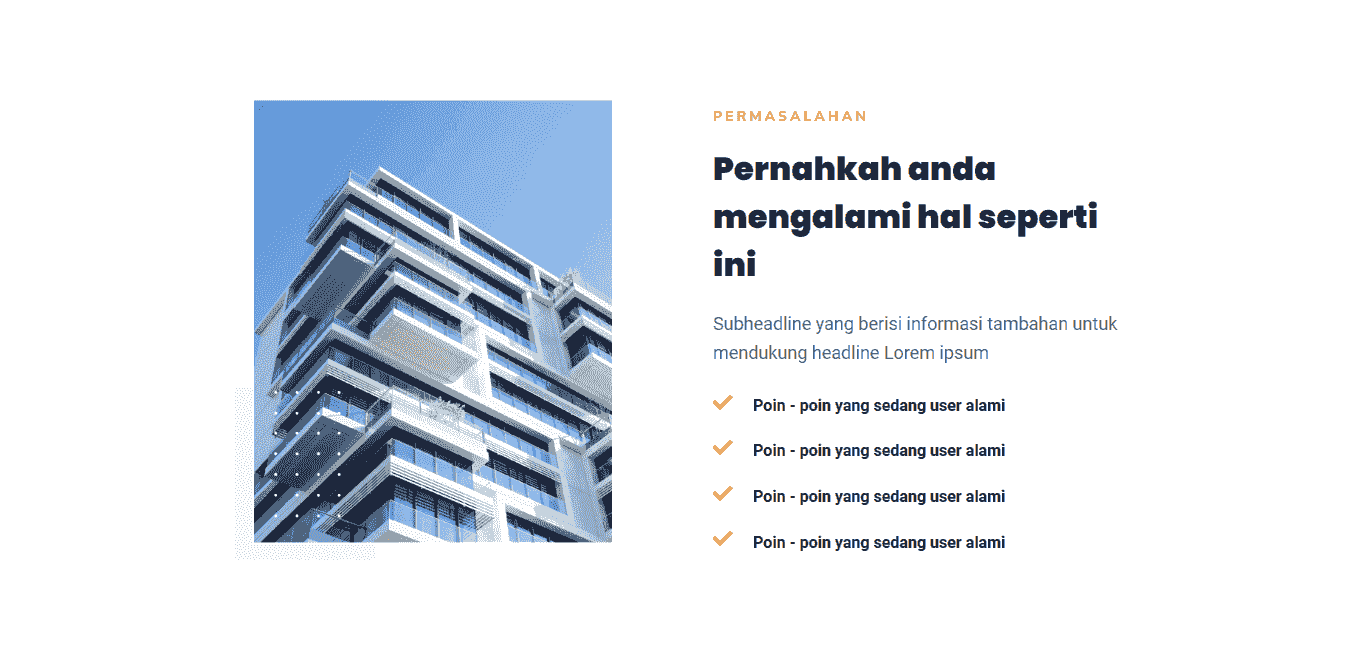 PERMASALAHAN
Pernahkah anda
mengalami hal seperti
ini
Subheadline yang berisi informasi tambahan untuk
mendukung headline Lorem ipsum
Poin - poin yang sedang user alami
Poin - poin yang sedang user alami
Poin - poin yang sedang user alami
Poin - poin yang sedang user alami